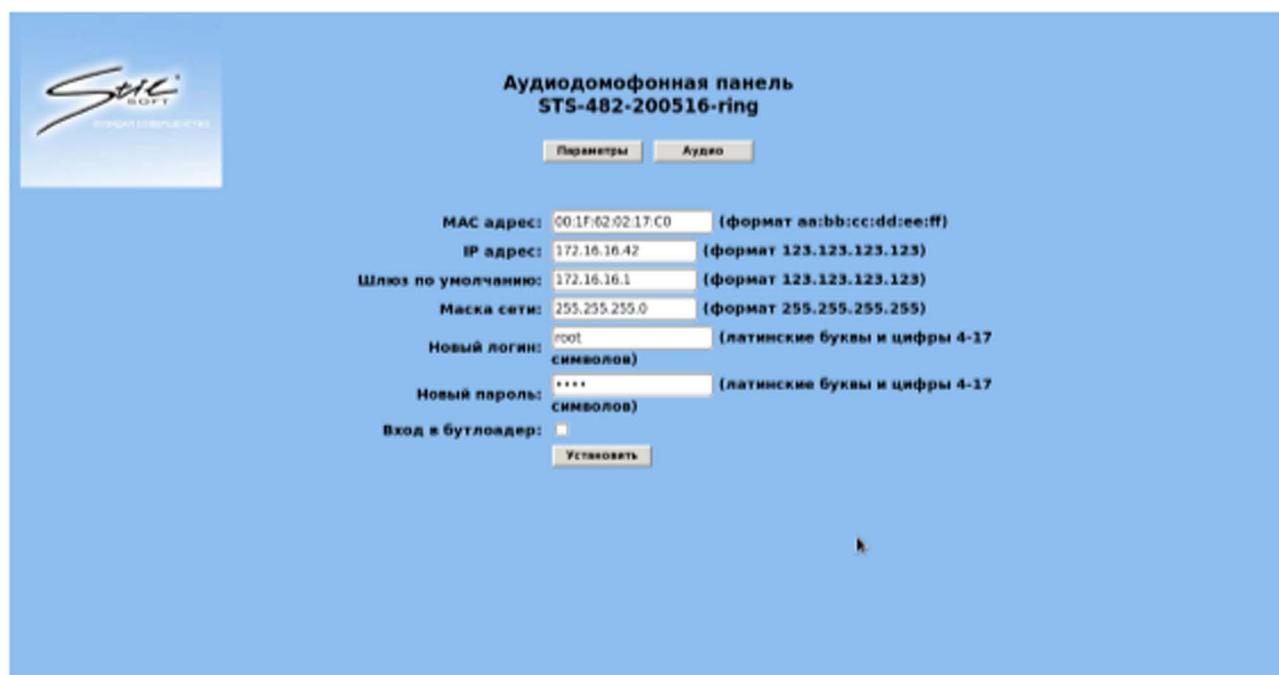 Stil
SOFT
Аудиодомофонная панель
STS-482-200516-ring
Параметры Аудио
MAC адрес: 00:1F:62:02:17:C0 (формат aa:bb:cc:dd:ee:ff)
IP адрес: 172.16.16.42 (формат 123.123.123.123)
Шлюз по умолчанию: 172.16.16.1 (формат 123.123.123.123)
Маска сети: 255.255.255.0 (формат 255.255.255.255)
Новый логин: root (латинские буквы и цифры 4-17
символов)
Новый пароль: •••• (латинские буквы и цифры 4-17
символов)
Вход в бутлоадер:
Установить